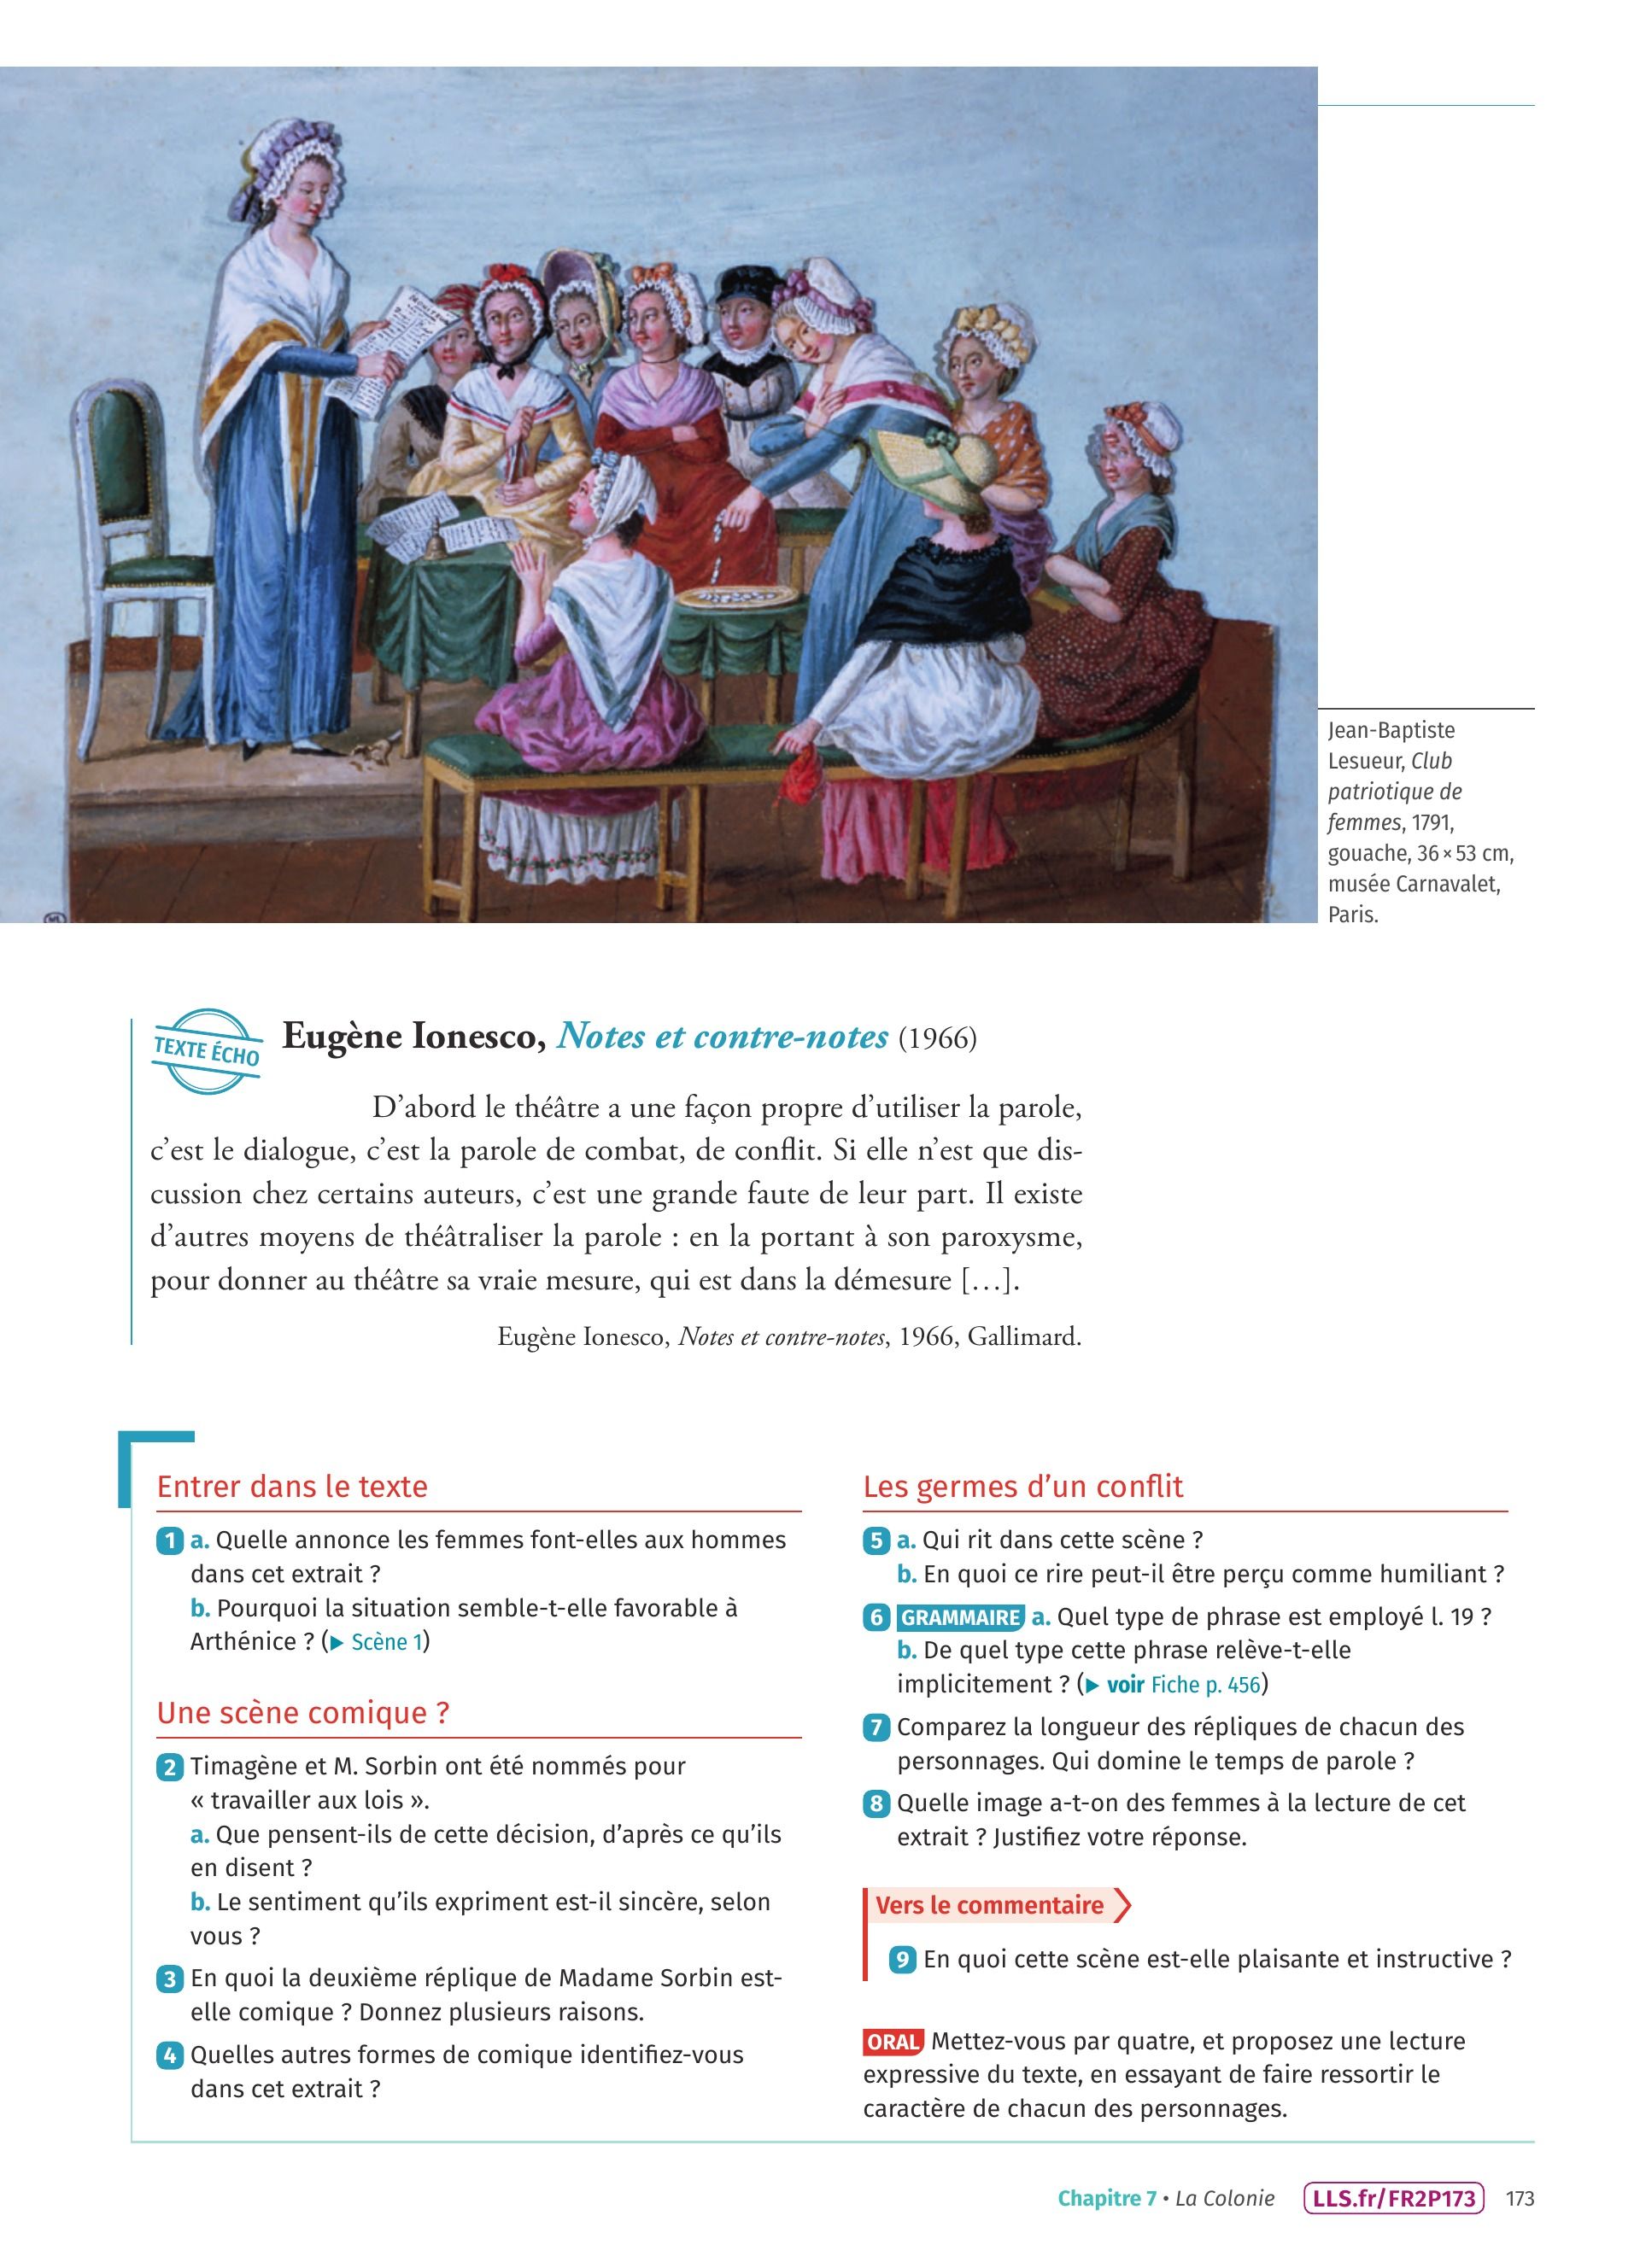 Jean-Baptiste
Lesueur, Club
patriotique de
femmes, 1791,
gouache, 36 × 53 cm,
musée Carnavalet,
Paris.
TEXTE ÉCHO
Eugène Ionesco, Notes et contre-notes (1966)
D’abord le théâtre a une façon propre d’utiliser la parole,
c’est le dialogue, c’est la parole de combat, de conflit. Si elle n’est que dis-
cussion chez certains auteurs, c’est une grande faute de leur part. Il existe
d’autres moyens de théâtraliser la parole : en la portant à son paroxysme,
pour donner au théâtre sa vraie mesure, qui est dans la démesure […].
Eugène Ionesco, Notes et contre-notes, 1966, Gallimard.
Entrer dans le texte
1 a. Quelle annonce les femmes font-elles aux hommes
dans cet extrait ?
b. Pourquoi la situation semble-t-elle favorable à
Arthénice ? (▶ Scène 1)
Une scène comique ?
2 Timagène et M. Sorbin ont été nommés pour
« travailler aux lois ».
a. Que pensent-ils de cette décision, d’après ce qu’ils
en disent ?
b. Le sentiment qu’ils expriment est-il sincère, selon
vous ?
3 En quoi la deuxième réplique de Madame Sorbin est-
elle comique ? Donnez plusieurs raisons.
4 Quelles autres formes de comique identifiez-vous
dans cet extrait ?
Les germes d’un conflit
5 a. Qui rit dans cette scène ?
b. En quoi ce rire peut-il être perçu comme humiliant ?
6 GRAMMAIRE a. Quel type de phrase est employé l. 19 ?
b. De quel type cette phrase relève-t-elle
implicitement ? (▶ voir Fiche p. 456)
7 Comparez la longueur des répliques de chacun des
personnages. Qui domine le temps de parole ?
8 Quelle image a-t-on des femmes à la lecture de cet
extrait ? Justifiez votre réponse.
Vers le commentaire
9 En quoi cette scène est-elle plaisante et instructive ?
ORAL Mettez-vous par quatre, et proposez une lecture
expressive du texte, en essayant de faire ressortir le
caractère de chacun des personnages.
Chapitre 7 • La Colonie LLS.fr/FR2P173 173